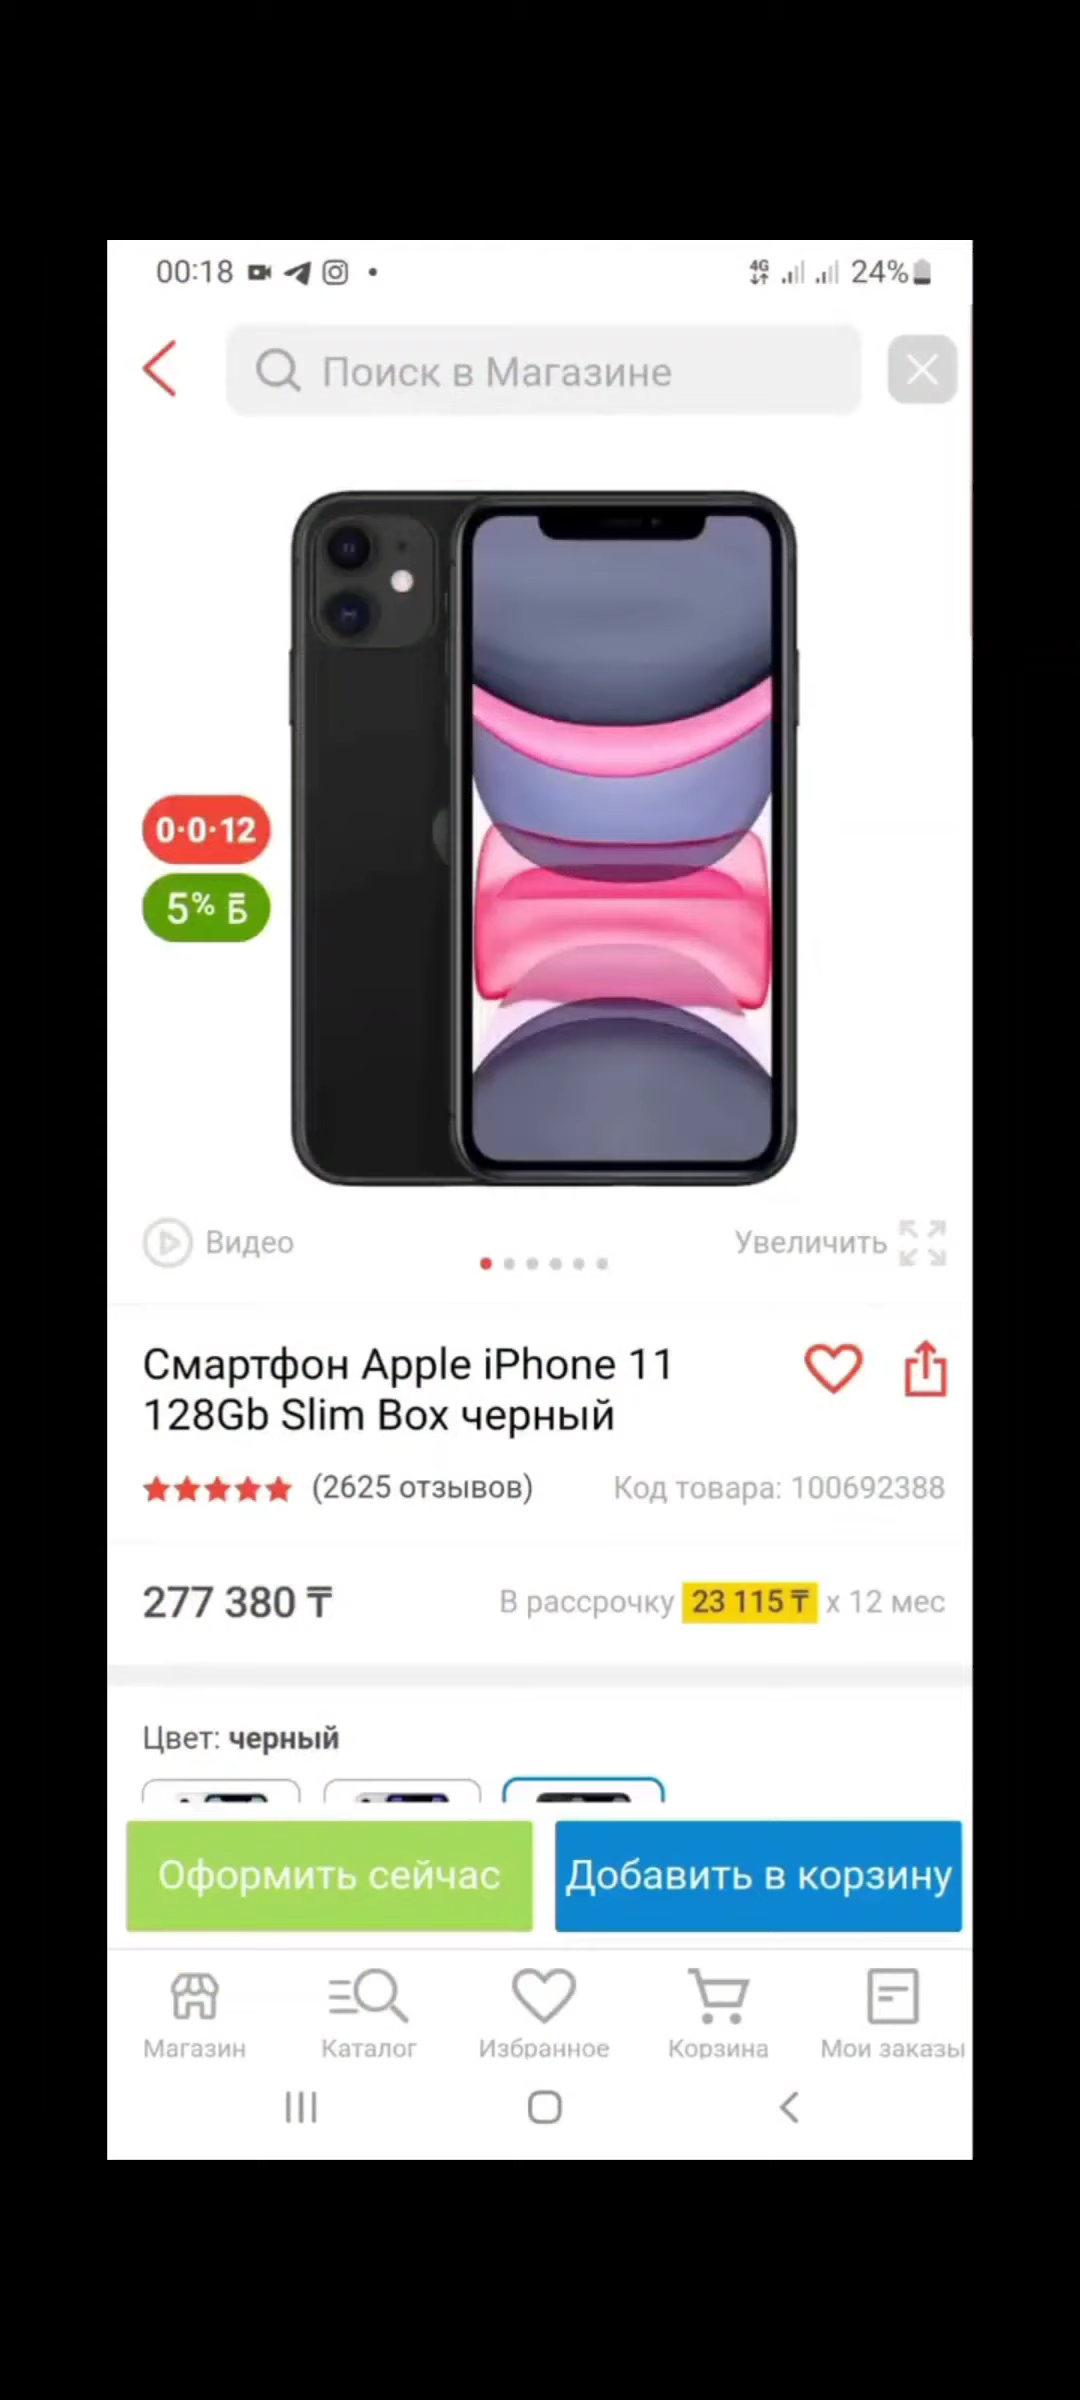 00:18
4G
24%
Поиск в Магазине
0·0·12
5% Б
Видео
Увеличить
Смартфон Apple iPhone 11
128Gb Slim Box черный
(2625 отзывов)
Код товара: 100692388
277 380 ₸
В рассрочку 23 115 ₸ x 12 мес
Цвет: черный
Оформить сейчас
Добавить в корзину
Магазин
Каталог
Избранное
Корзина
Мои заказы